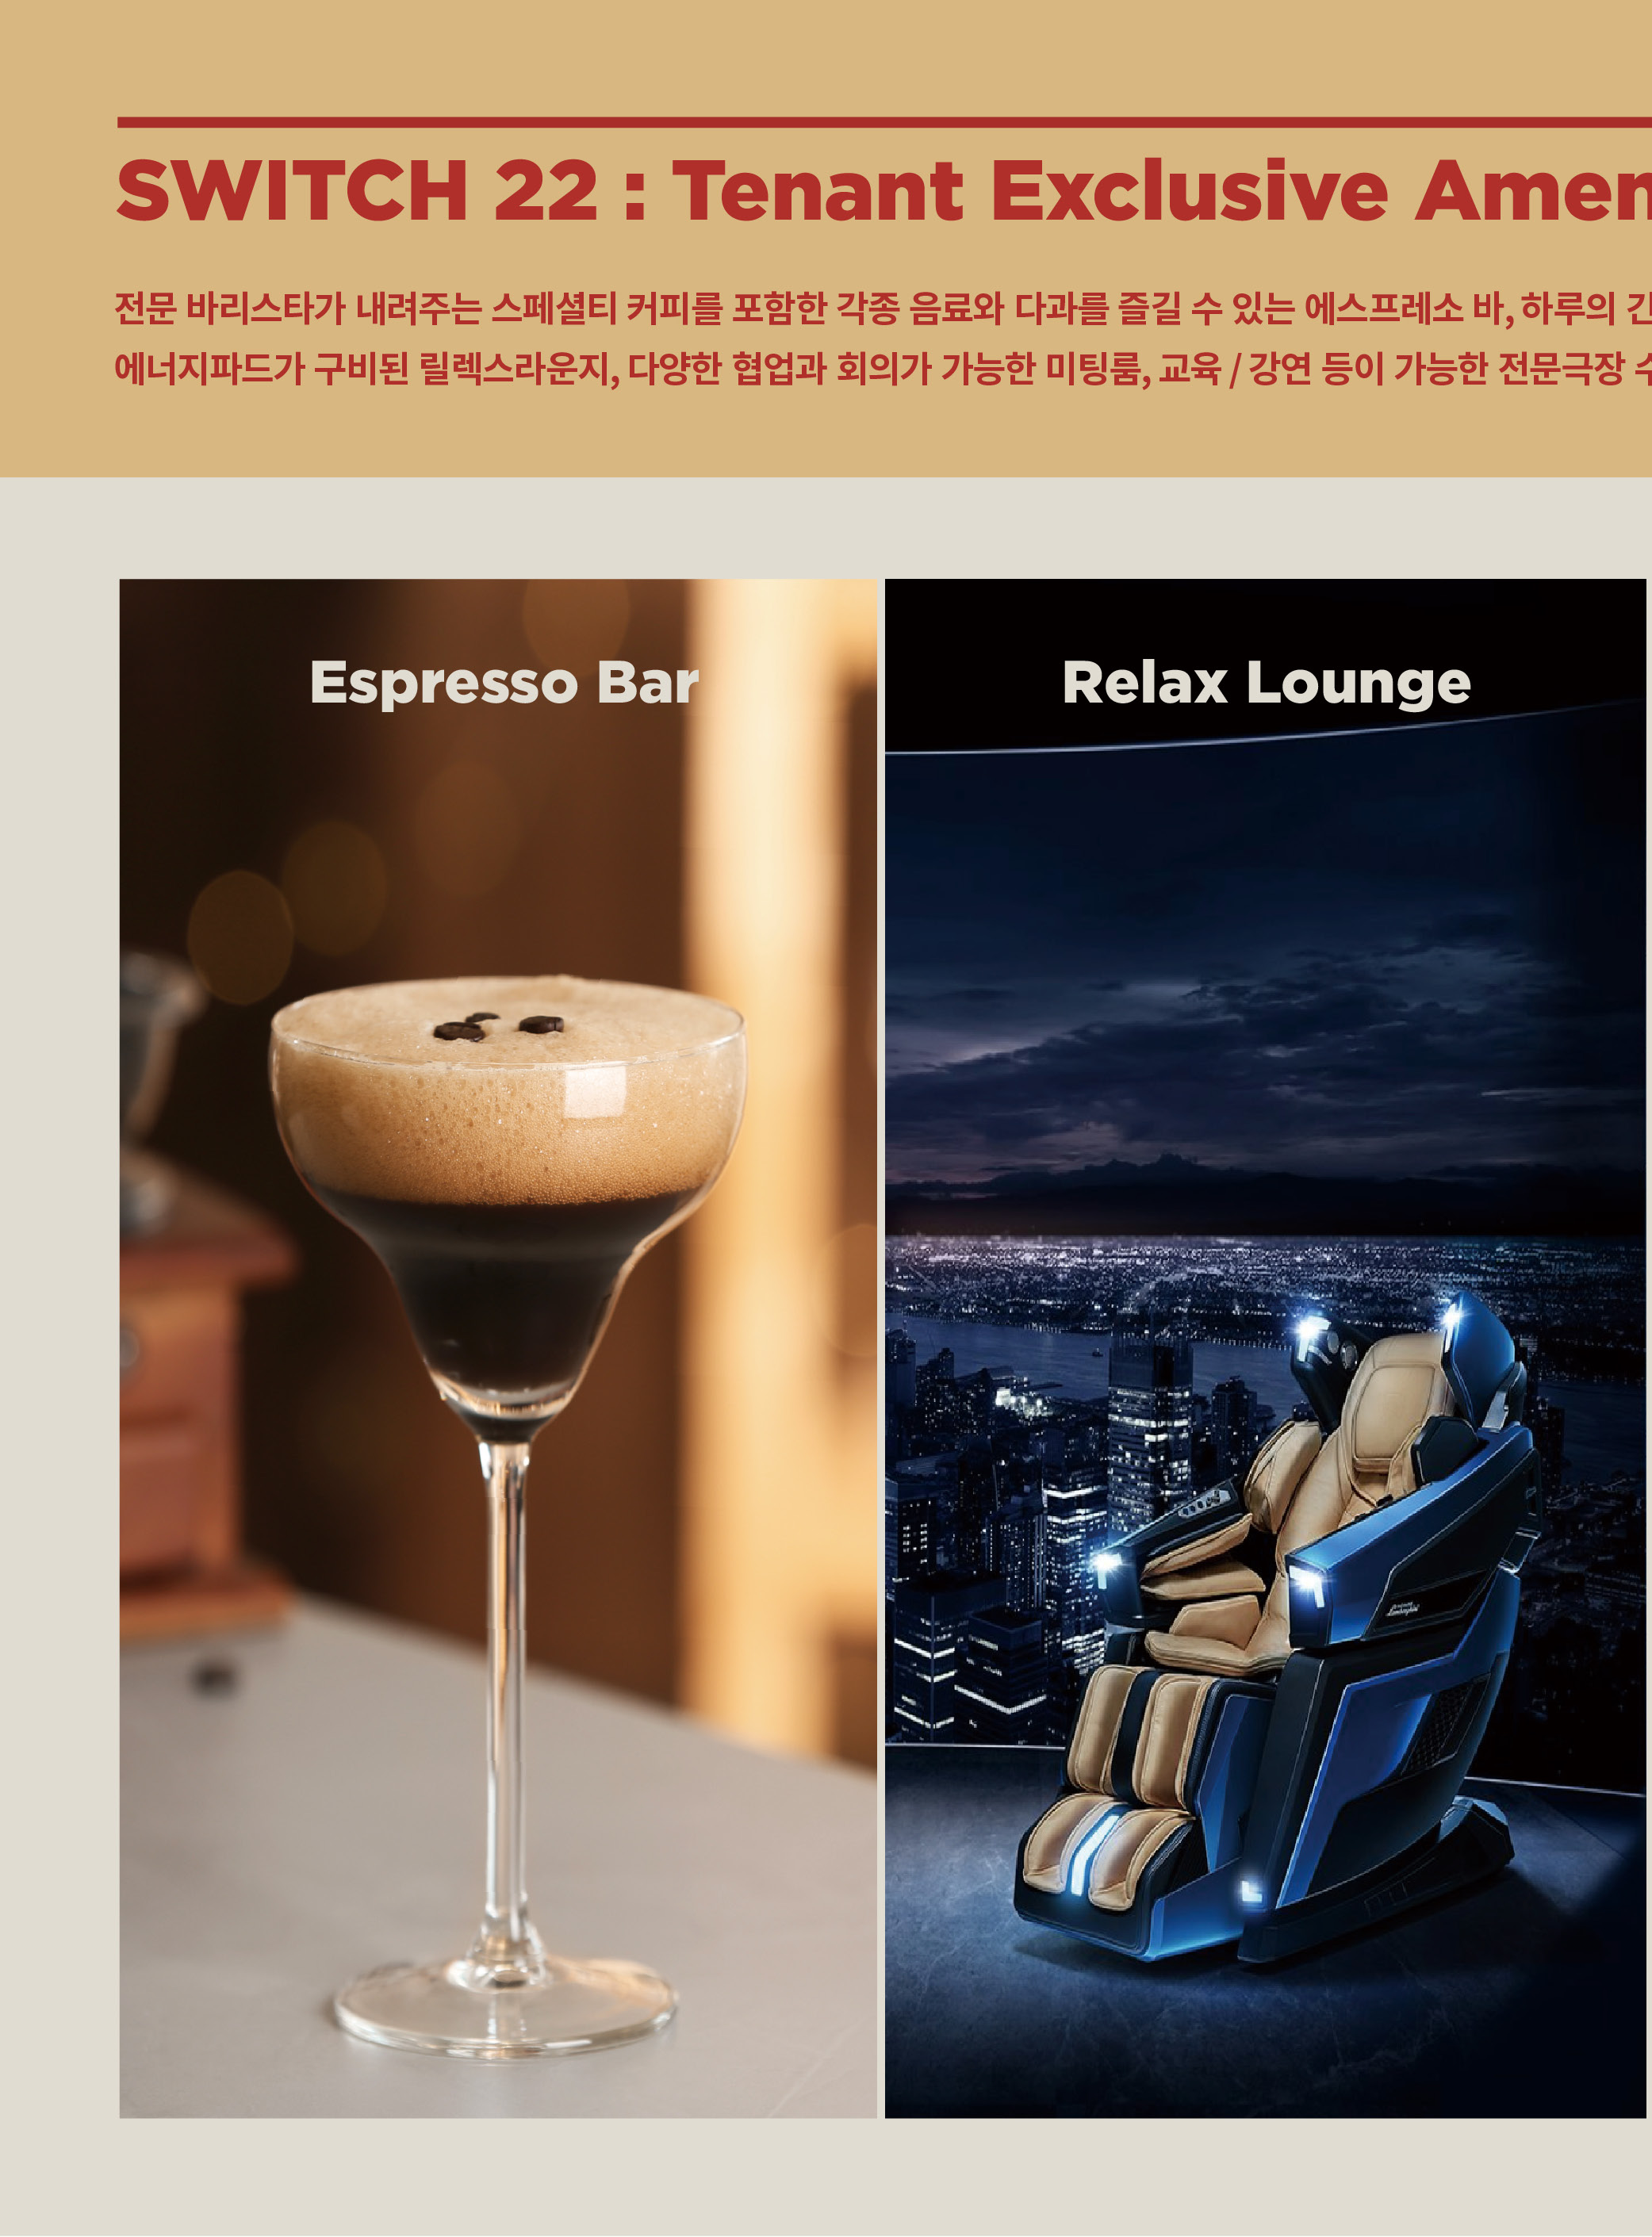 SWITCH 22 : Tenant Exclusive Amen
전문 바리스타가 내려주는 스페셜티 커피를 포함한 각종 음료와 다과를 즐길 수 있는 에스프레소 바, 하루의 긴
에너지파드가 구비된 릴렉스라운지, 다양한 협업과 회의가 가능한 미팅룸, 교육 / 강연 등이 가능한 전문극장 수
Espresso Bar
Relax Lounge